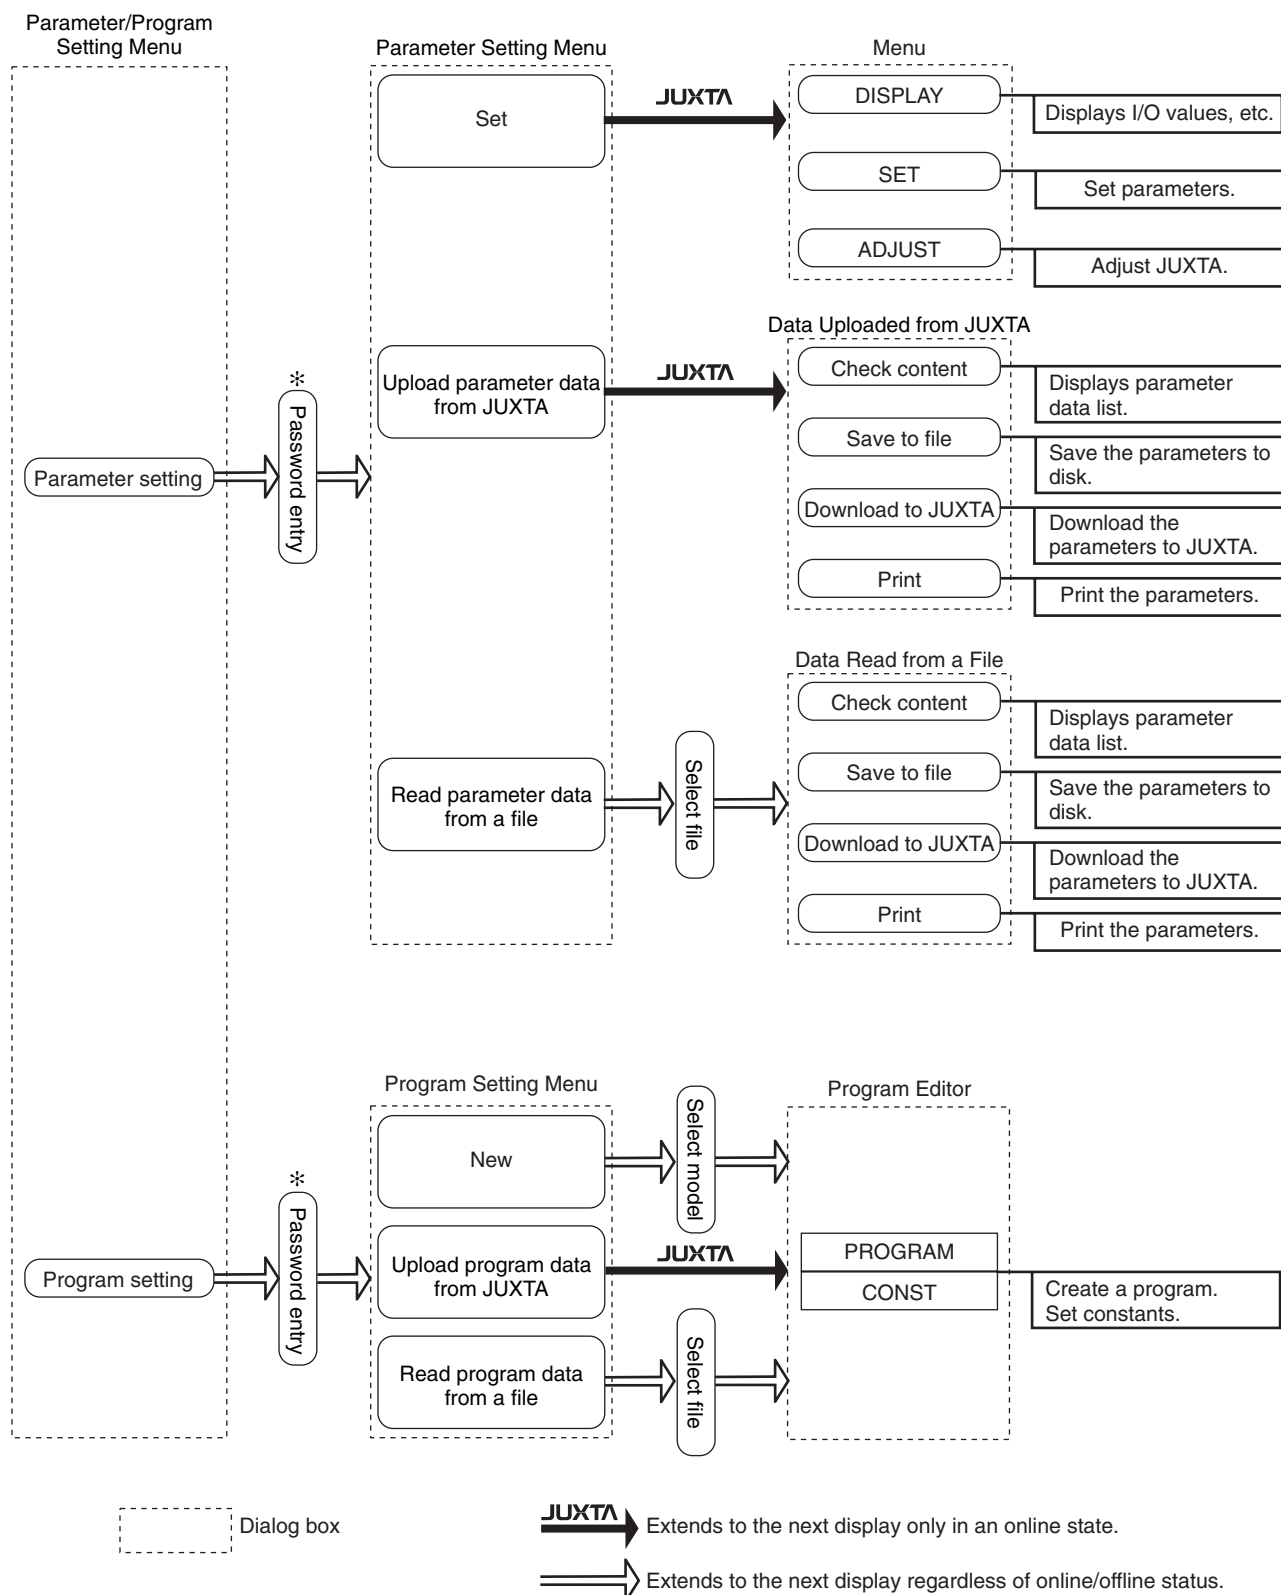 Parameter/Program
Setting Menu
Parameter setting
*
Password entry
Parameter Setting Menu
Set
JUXTA
Menu
DISPLAY
Displays I/O values, etc.
SET
Set parameters.
ADJUST
Adjust JUXTA.
Upload parameter data
from JUXTA
JUXTA
Data Uploaded from JUXTA
Check content
Displays parameter
data list.
Save to file
Save the parameters to
disk.
Download to JUXTA
Download the
parameters to JUXTA.
Print
Print the parameters.
Read parameter data
from a file
Select file
Data Read from a File
Check content
Displays parameter
data list.
Save to file
Save the parameters to
disk.
Download to JUXTA
Download the
parameters to JUXTA.
Print
Print the parameters.
Program setting
*
Password entry
Program Setting Menu
New
Select model
Upload program data
from JUXTA
JUXTA
Read program data
from a file
Select file
Program Editor
PROGRAM
CONST
Create a program.
Set constants.
Dialog box
JUXTA
Extends to the next display only in an online state.
Extends to the next display regardless of online/offline status.